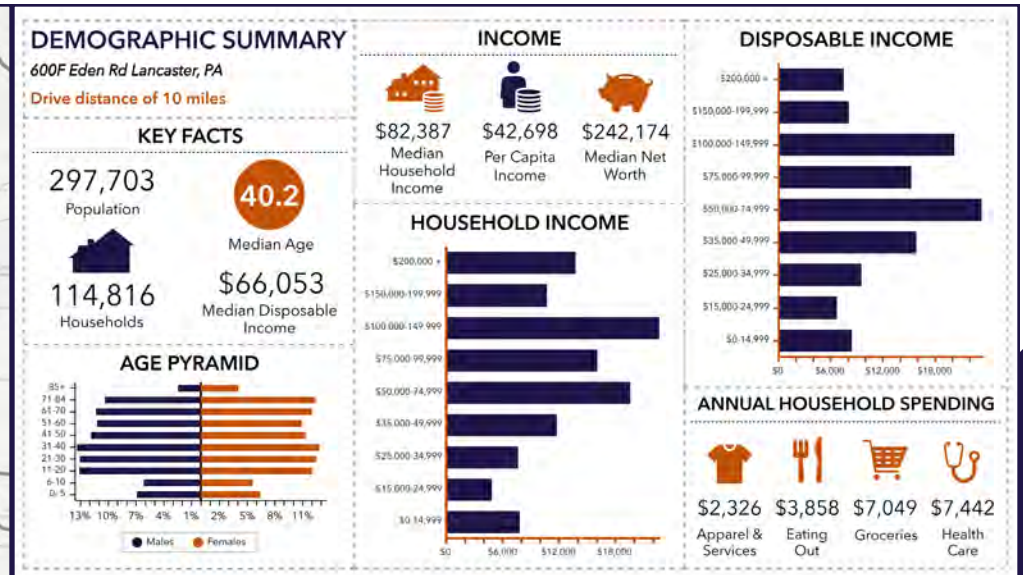 DEMOGRAPHIC SUMMARY
600F Eden Rd Lancaster, PA
Drive distance of 10 miles
KEY FACTS
297,703
Population
40.2
Median Age
114,816
Households
$66,053
Median Disposable
Income
AGE PYRAMID
85+
71-84
61-70
51-60
41-50
31-40
21-30
11-20
6-10
0/-5
13% 10% 7% 4% 1% 2% 5% 8% 11%
Males Females
INCOME
$82,387
Median
Household
Income
$42,698
Per Capita
Income
$242,174
Median Net
Worth
HOUSEHOLD INCOME
$200,000 +
$150,000-199,999
$100,000-149,999
$75,000-99,999
$50,000-74,999
$35,000-49,999
$25,000-34,999
$15,000-24,999
$0-14,999
$0 $6,000 $12,000 $18,000
DISPOSABLE INCOME
$200,000 +
$150,000-199,999
$100,000-149,999
$75,000-99,999
$50,000-74,999
$35,000-49,999
$25,000-34,999
$15,000-24,999
$0-14,999
$0 $6,000 $12,000 $18,000
ANNUAL HOUSEHOLD SPENDING
$2,326
Apparel &
Services
$3,858
Eating
Out
$7,049
Groceries
$7,442
Health
Care